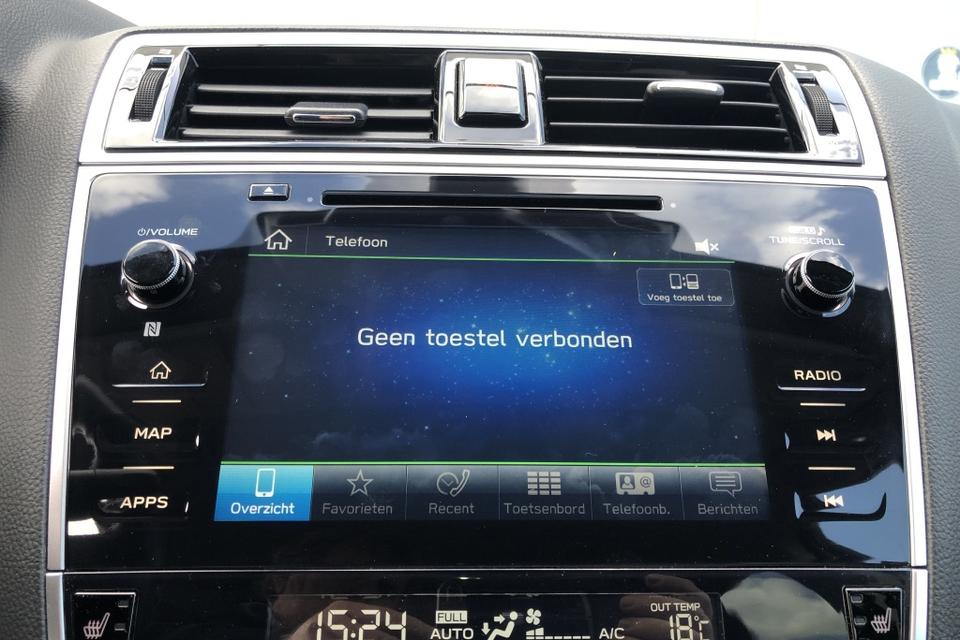 ⏻/VOLUME
TUNE/SCROLL
Telefoon
Voeg toestel toe
Geen toestel verbonden
MAP
APPS
RADIO
Overzicht
Favorieten
Recent
Toetsenbord
Telefoonb.
Berichten
15:24
FULL
AUTO
A/C
OUT TEMP
18°C